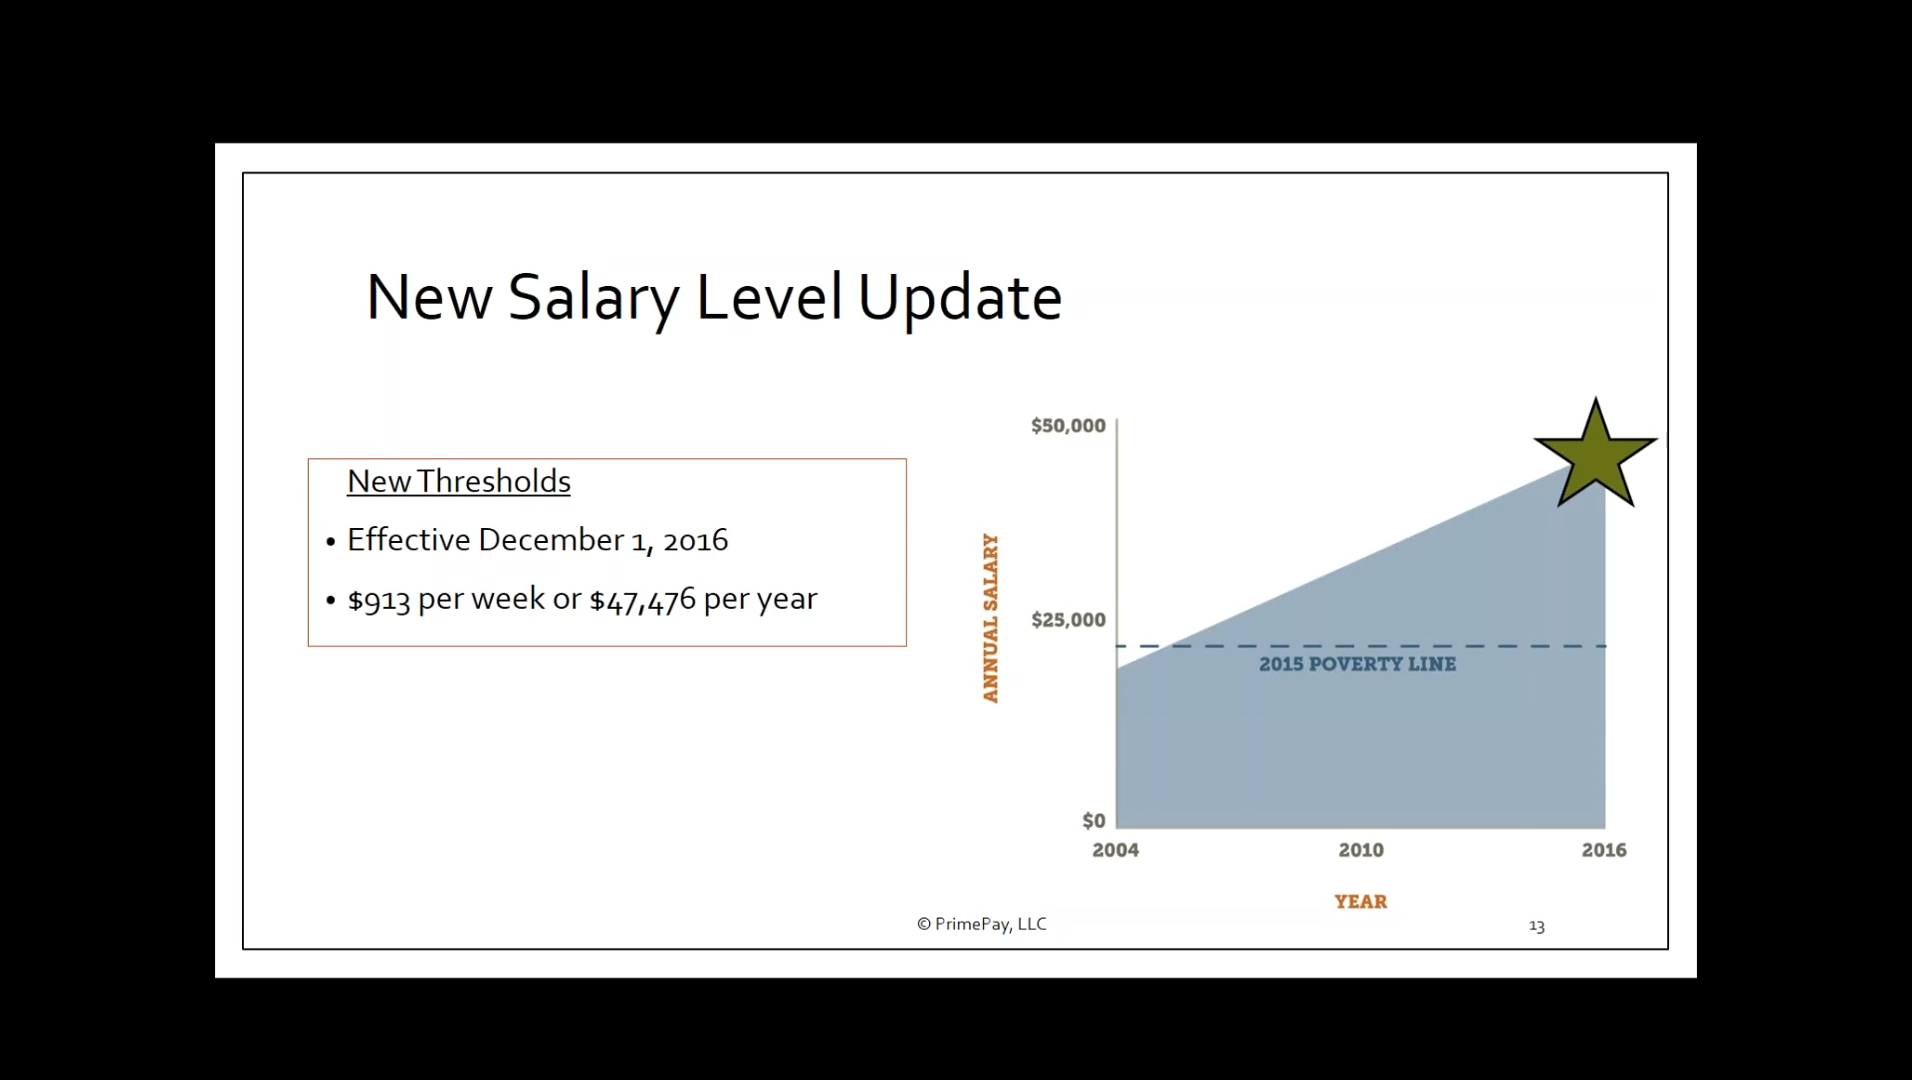 New Salary Level Update
New Thresholds
• Effective December 1, 2016
• $913 per week or $47,476 per year
$50,000
ANNUAL SALARY
$25,000
2015 POVERTY LINE
$0
2004 2010 2016
YEAR
© PrimePay, LLC
13